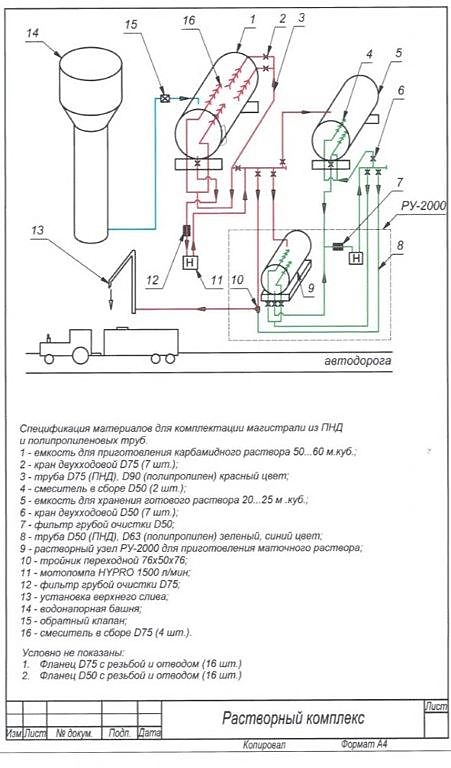 14
15
16
1
2
3
4
5
6
7
РУ-2000
8
13
12
Н
11
10
9
Н
автодорога
Спецификация материалов для комплектации магистрали из ПНД
и полипропиленовых труб.
1 - емкость для приготовления карбамидного раствора 50...60 м.куб.;
2 - кран двухходовой D75 (7 шт.);
3 - труба D75 (ПНД), D90 (полипропилен) красный цвет;
4 - смеситель в сборе D50 (2 шт.);
5 - емкость для хранения готового раствора 20...25 м .куб.;
6 - кран двухходовой D50 (7 шт.);
7 - фильтр грубой очистки D50;
8 - труба D50 (ПНД), D63 (полипропилен) зеленый, синий цвет;
9 - растворный узел РУ-2000 для приготовления маточного раствора;
10 - тройник переходной 76х50х76;
11 - мотопомпа HYPRO 1500 л/мин;
12 - фильтр грубой очистки D75;
13 - установка верхнего слива;
14 - водонапорная башня;
15 - обратный клапан;
16 - смеситель в сборе D75 (4 шт.).
Условно не показаны:
1. Фланец D75 с резьбой и отводом (16 шт.)
2. Фланец D50 с резьбой и отводом (16 шт.)
Изм Лист № докум. Подп. Дата
Растворный комплекс
Лист
Копировал Формат А4